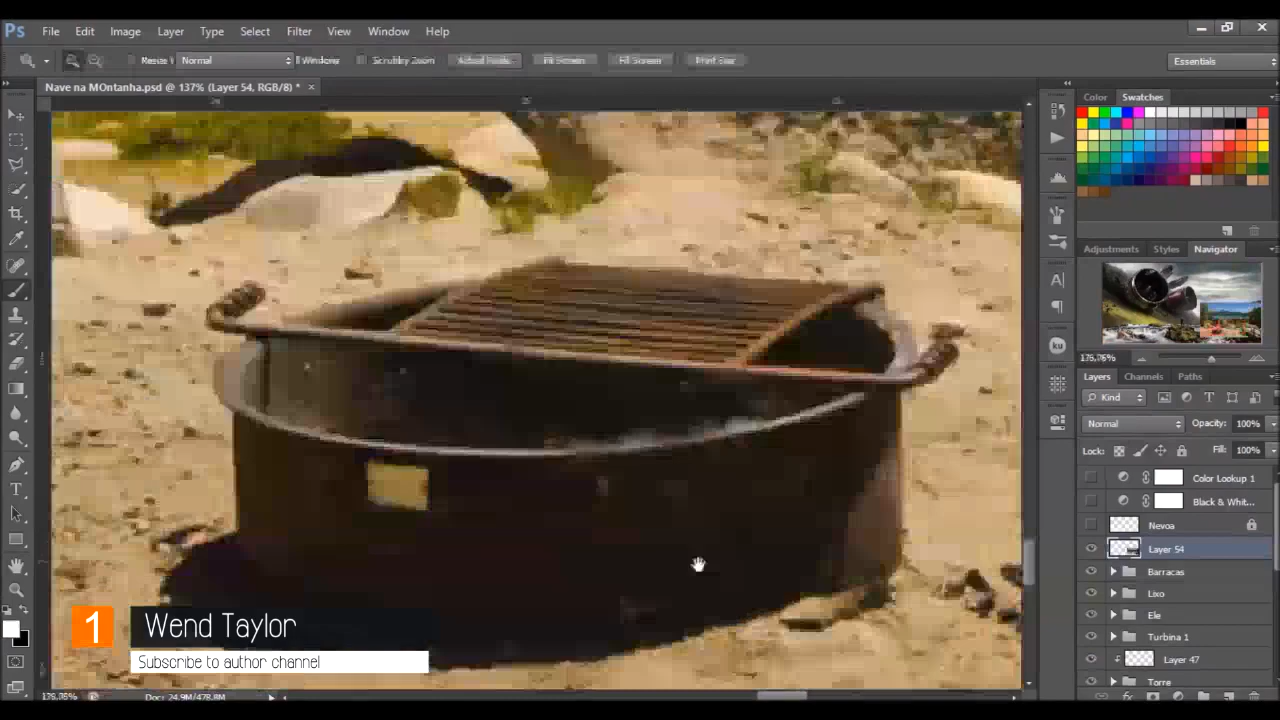 Ps File Edit Image Layer Type Select Filter View Window Help
Normal Windows Scrubby Zoom Fit Screen Fill Screen Print Size Essentials
Nave na MOntanha.psd @ 137% (Layer 54, RGB/8) * ×
Color Swatches
Adjustments Styles Navigator
176,76%
Layers Channels Paths
Kind
Normal Opacity: 100%
Lock: Fill: 100%
Color Lookup 1
Black & Whit...
Nevoa
Layer 54
Barracas
Lixo
Ele
Turbina 1
Layer 47
Torre
1 Wend Taylor
Subscribe to author channel
176,76% Doc: 24,9M/478,8M